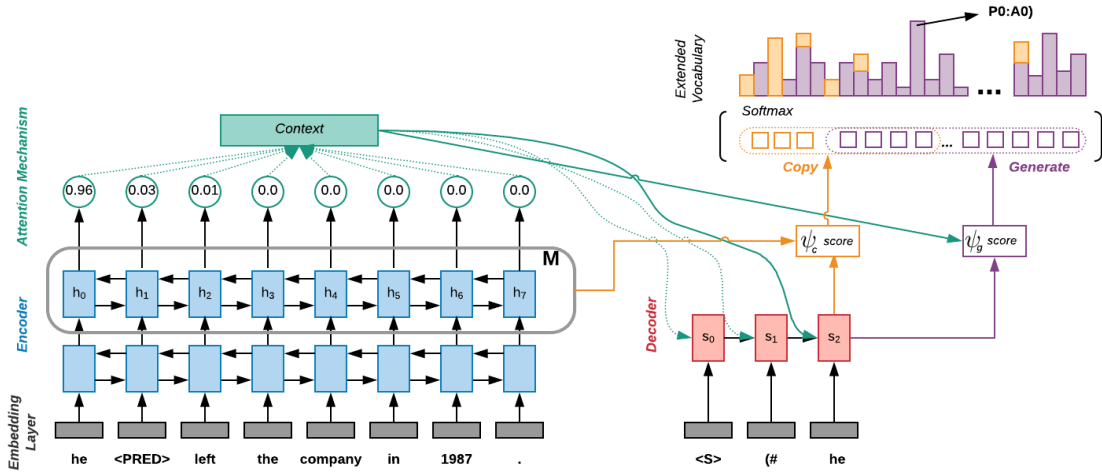 P0:A0)
Extended
Vocabulary
...
Softmax
...
Copy
Generate
Context
Attention Mechanism
0.96 0.03 0.01 0.0 0.0 0.0 0.0 0.0
ψc score
ψg score
M
h0 h1 h2 h3 h4 h5 h6 h7
Encoder
Decoder
s0 s1 s2
Embedding
Layer
he <PRED> left the company in 1987 .
<S> (# he